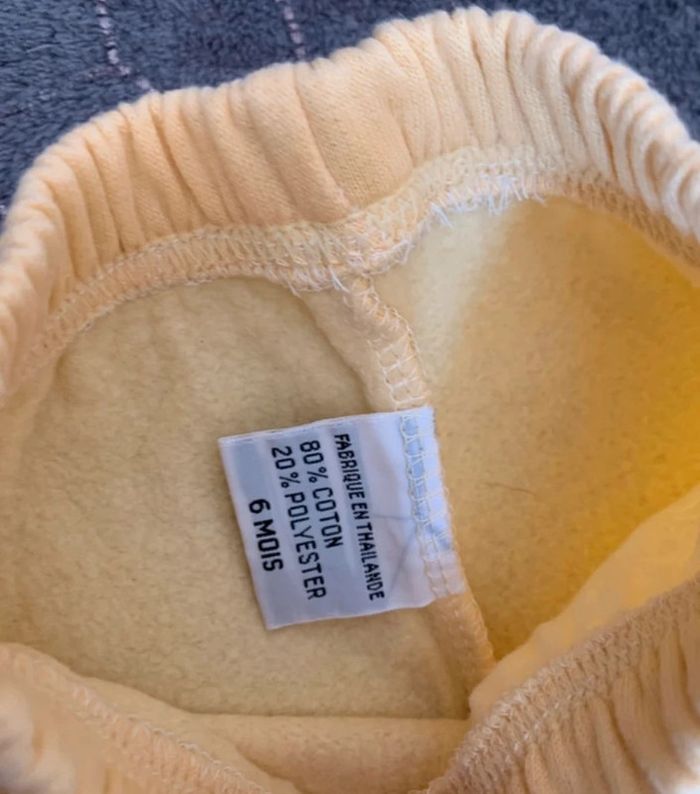 FABRIQUE EN THAILANDE
80% COTON
20% POLYESTER
6 MOIS